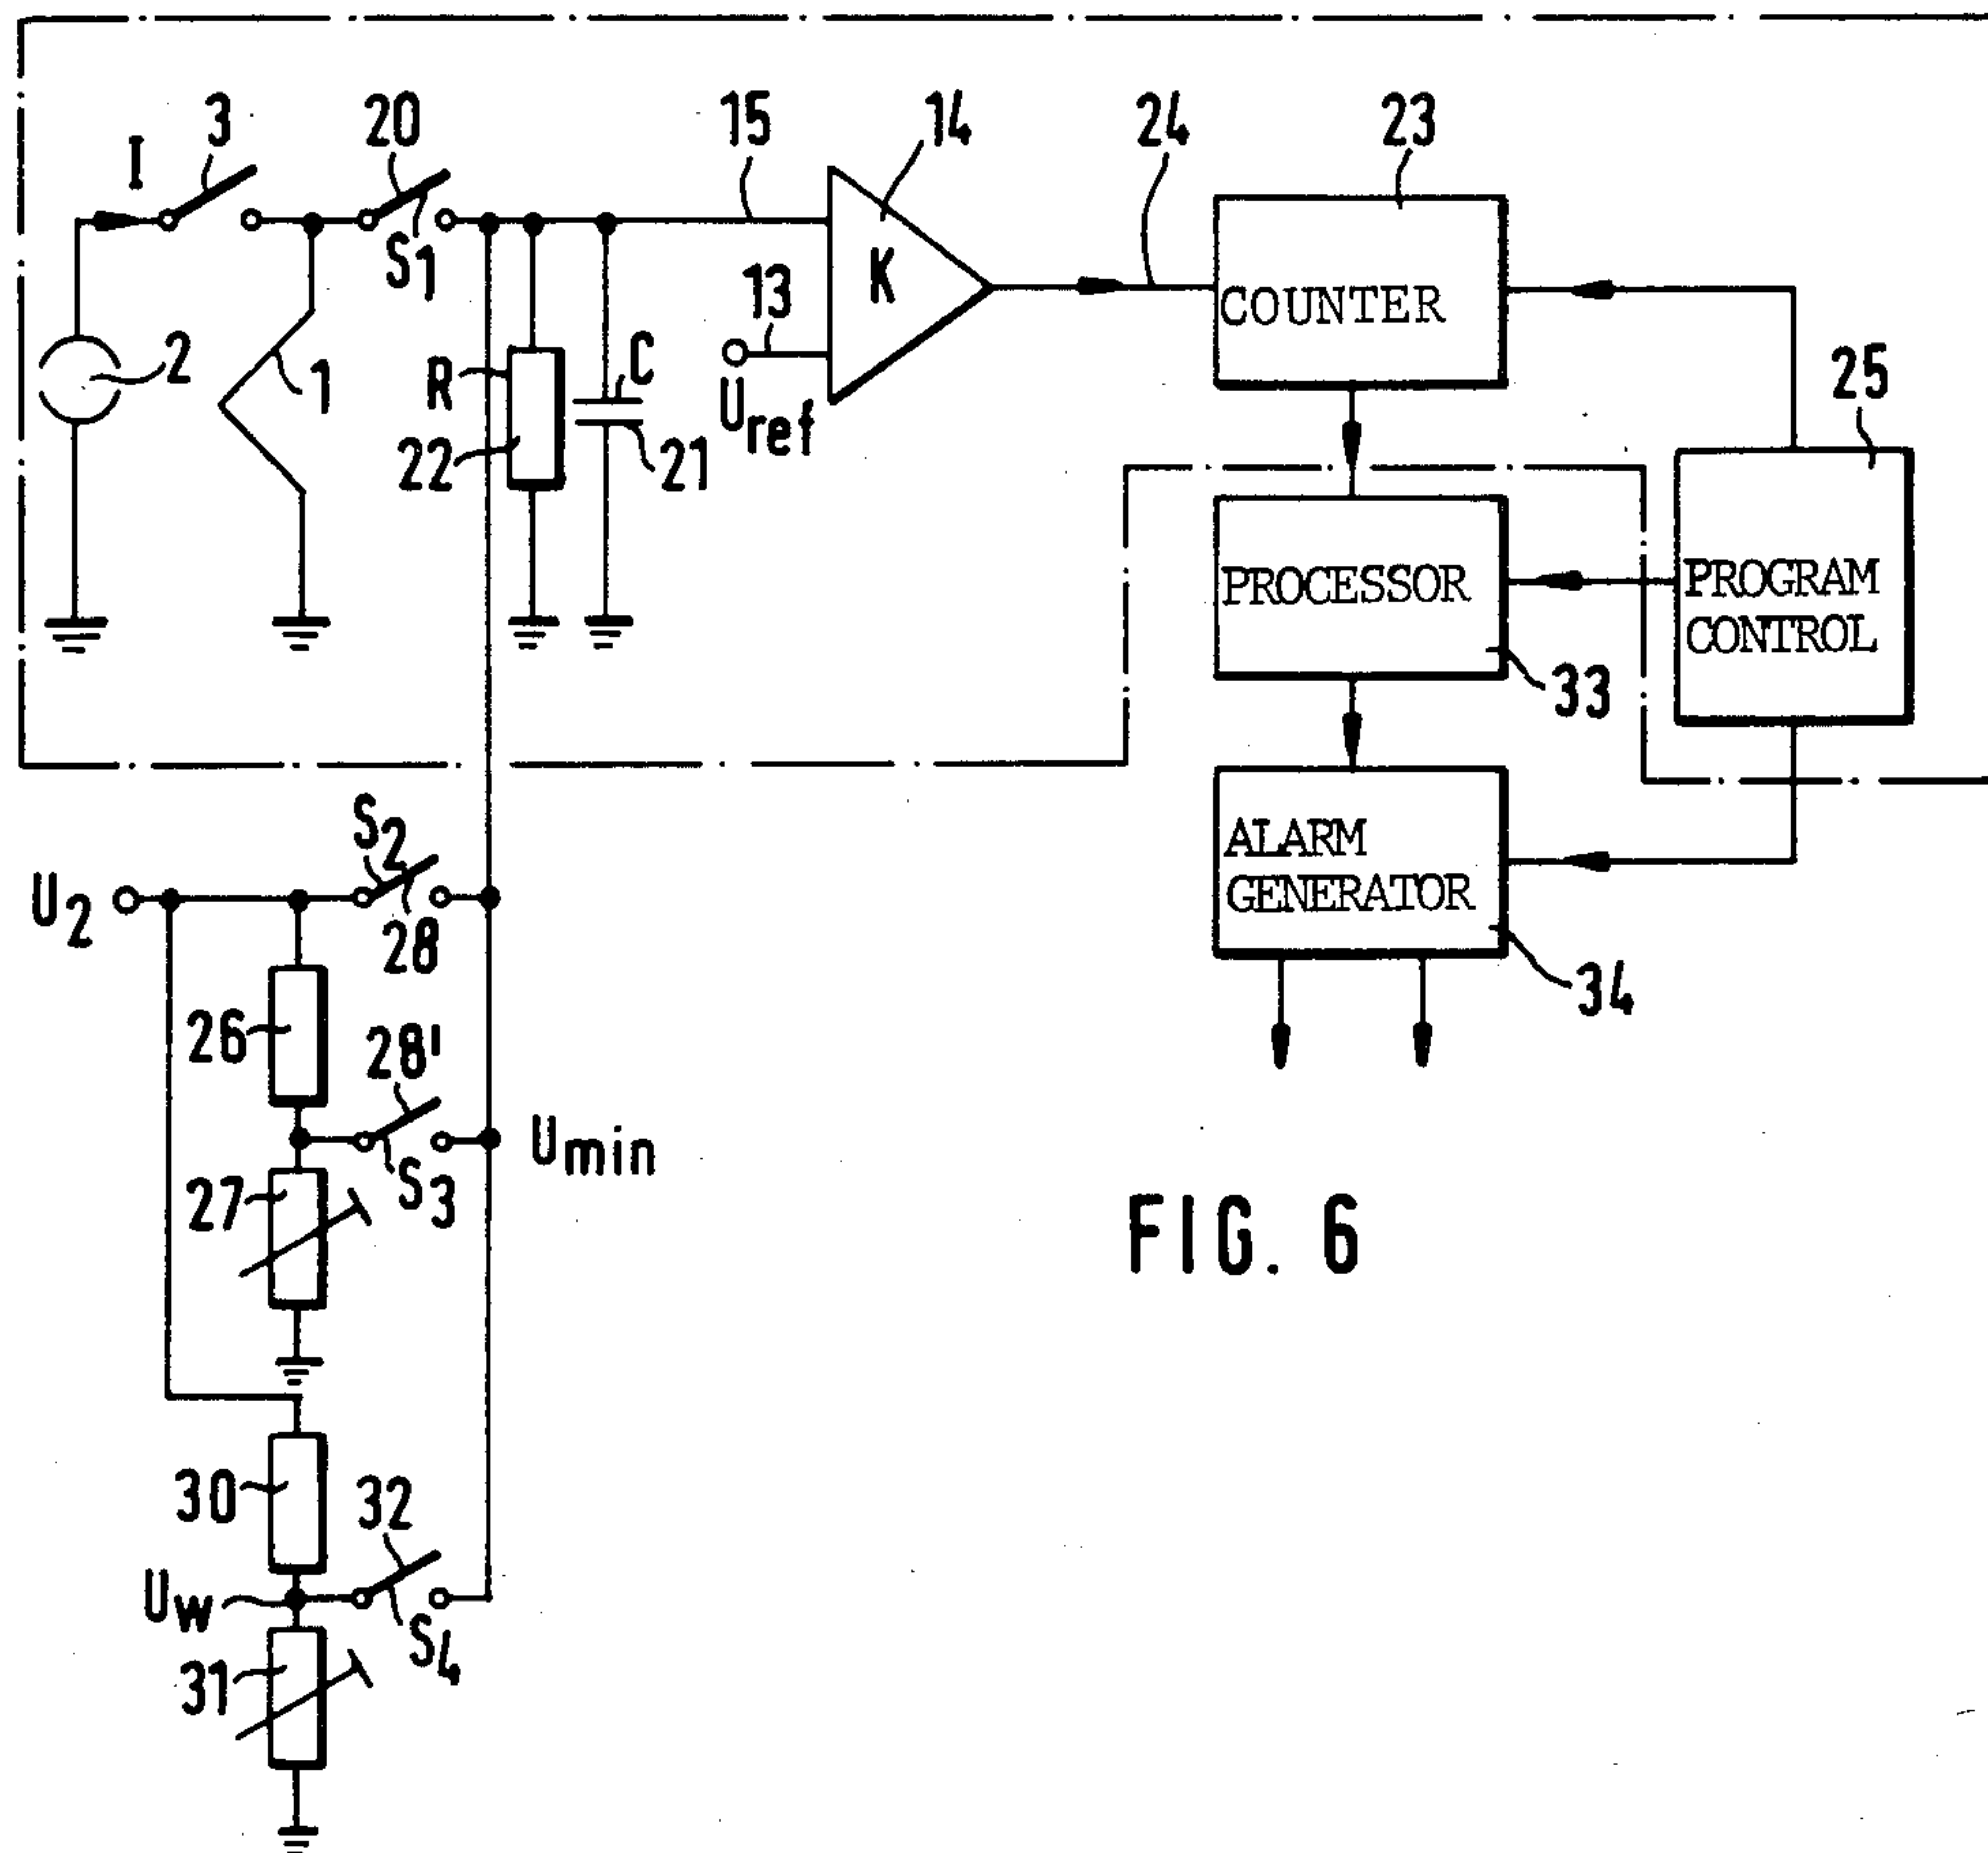 I 3 20 15 14 24 23
S1
K
COUNTER
13
Uref
2 1 R 22 C 21
25
PROCESSOR
PROGRAM
CONTROL
33
S2
U2
28
ALARM
GENERATOR
34
26
28'
Umin
27
S3
FIG. 6
30
32
UW
S4
31